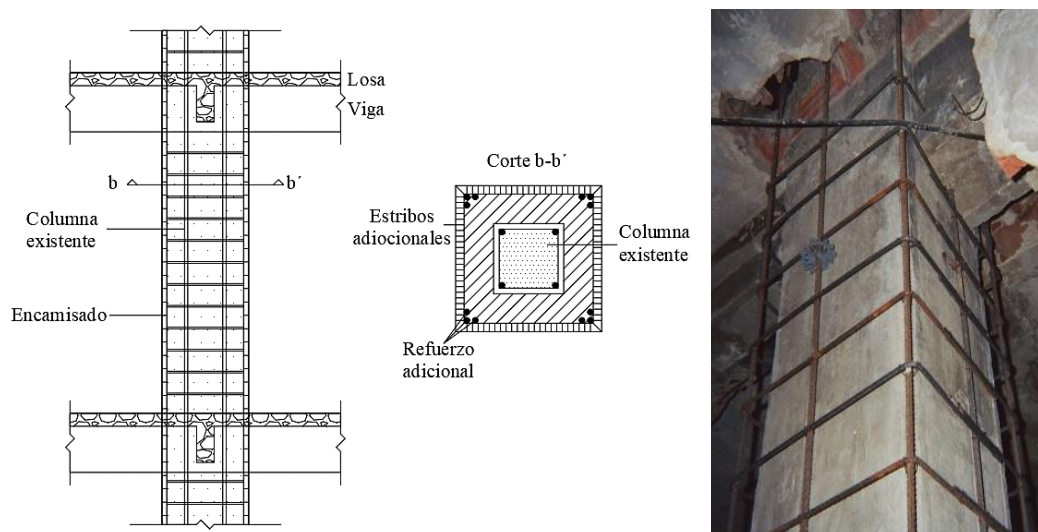 Losa
Viga
b
b´
Columna
existente
Encamisado
Corte b-b´
Estribos
adiocionales
Columna
existente
Refuerzo
adicional